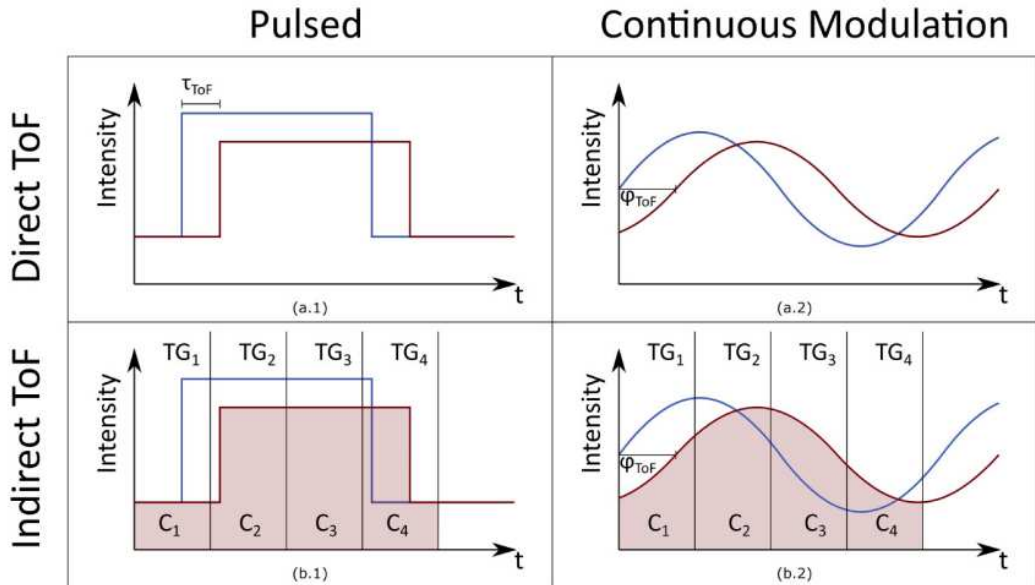 Pulsed
Continuous Modulation
Direct ToF
Intensity
τToF
t
(a.1)
Intensity
φToF
t
(a.2)
Indirect ToF
Intensity
TG1 TG2 TG3 TG4
C1 C2 C3 C4
t
(b.1)
Intensity
TG1 TG2 TG3 TG4
φToF
C1 C2 C3 C4
t
(b.2)